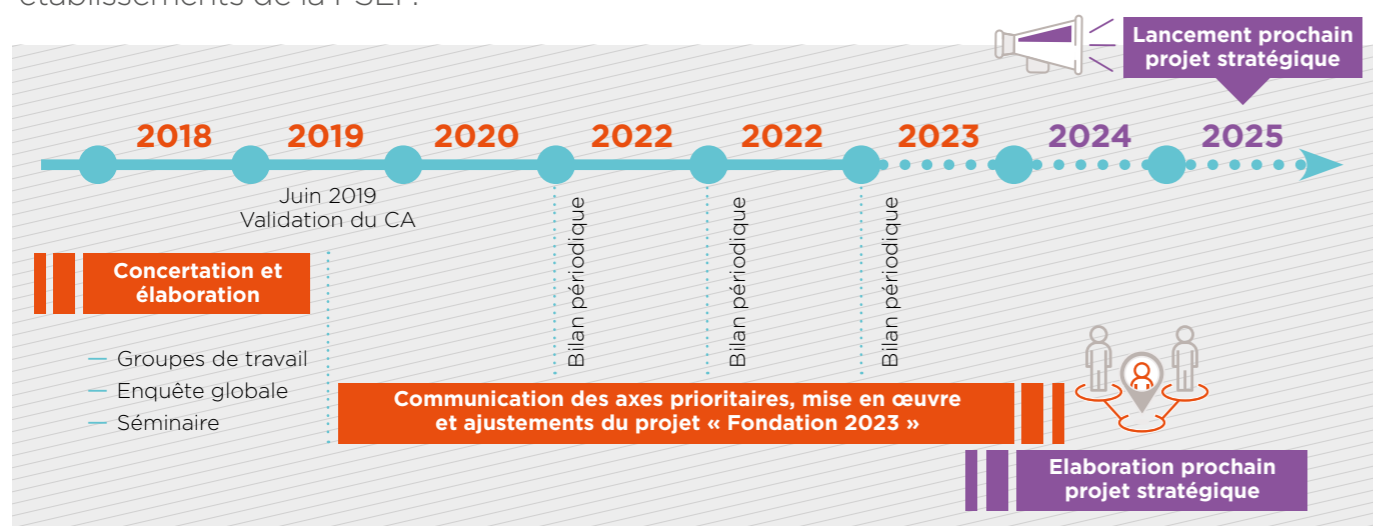 Lancement prochain
projet stratégique
2018 2019 2020 2022 2022 2023 2024 2025
Juin 2019
Validation du CA
Bilan périodique
Bilan périodique
Bilan périodique
Concertation et
élaboration
— Groupes de travail
— Enquête globale
— Séminaire
Communication des axes prioritaires, mise en œuvre
et ajustements du projet « Fondation 2023 »
Elaboration prochain
projet stratégique